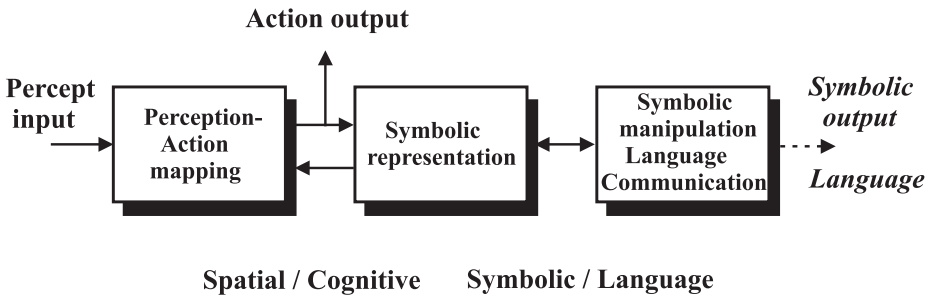 Action output
Percept
input
Perception-
Action
mapping
Symbolic
representation
Symbolic
manipulation
Language
Communication
Symbolic
output
Language
Spatial / Cognitive
Symbolic / Language